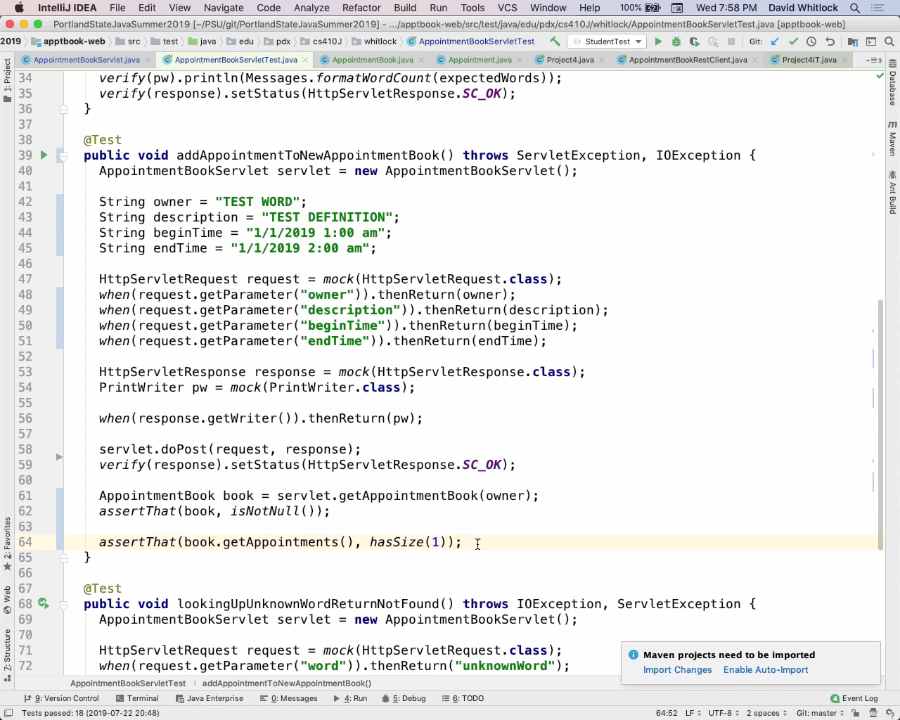 IntelliJ IDEA File Edit View Navigate Code Analyze Refactor Build Run Tools VCS Window Help 100% Wed 7:58 PM David Whitlock
PortlandStateJavaSummer2019 [~/PSU/git/PortlandStateJavaSummer2019] - .../apptbook-web/src/test/java/edu/pdx/cs410J/whitlock/AppointmentBookServletTest.java [apptbook-web]
2019 apptbook-web src test java edu pdx cs410J whitlock AppointmentBookServletTest StudentTest Git:
AppointmentBookServlet.java AppointmentBookServletTest.java AppointmentBook.java Appointment.java Project4.java AppointmentBookRestClient.java Project4IT.java
34 verify(pw).println(Messages.formatWordCount(expectedWords));
35 verify(response).setStatus(HttpServletResponse.SC_OK);
36 }
37
38 @Test
39 public void addAppointmentToNewAppointmentBook() throws ServletException, IOException {
40 AppointmentBookServlet servlet = new AppointmentBookServlet();
41
42 String owner = "TEST WORD";
43 String description = "TEST DEFINITION";
44 String beginTime = "1/1/2019 1:00 am";
45 String endTime = "1/1/2019 2:00 am";
46
47 HttpServletRequest request = mock(HttpServletRequest.class);
48 when(request.getParameter("owner")).thenReturn(owner);
49 when(request.getParameter("description")).thenReturn(description);
50 when(request.getParameter("beginTime")).thenReturn(beginTime);
51 when(request.getParameter("endTime")).thenReturn(endTime);
52
53 HttpServletResponse response = mock(HttpServletResponse.class);
54 PrintWriter pw = mock(PrintWriter.class);
55
56 when(response.getWriter()).thenReturn(pw);
57
58 servlet.doPost(request, response);
59 verify(response).setStatus(HttpServletResponse.SC_OK);
60
61 AppointmentBook book = servlet.getAppointmentBook(owner);
62 assertThat(book, isNotNull());
63
64 assertThat(book.getAppointments(), hasSize(1));
65 }
66
67 @Test
68 public void lookingUpUnknownWordReturnNotFound() throws IOException, ServletException {
69 AppointmentBookServlet servlet = new AppointmentBookServlet();
70
71 HttpServletRequest request = mock(HttpServletRequest.class);
72 when(request.getParameter("word")).thenReturn("unknownWord");
1: Project
2: Favorites
Web
7: Structure
Database
Maven
Ant Build
Maven projects need to be imported
Import Changes Enable Auto-Import
AppointmentBookServletTest addAppointmentToNewAppointmentBook()
9: Version Control Terminal Java Enterprise 0: Messages 4: Run 5: Debug 6: TODO Event Log
Tests passed: 18 (2019-07-22 20:48) 64:52 LF UTF-8 2 spaces Git: master